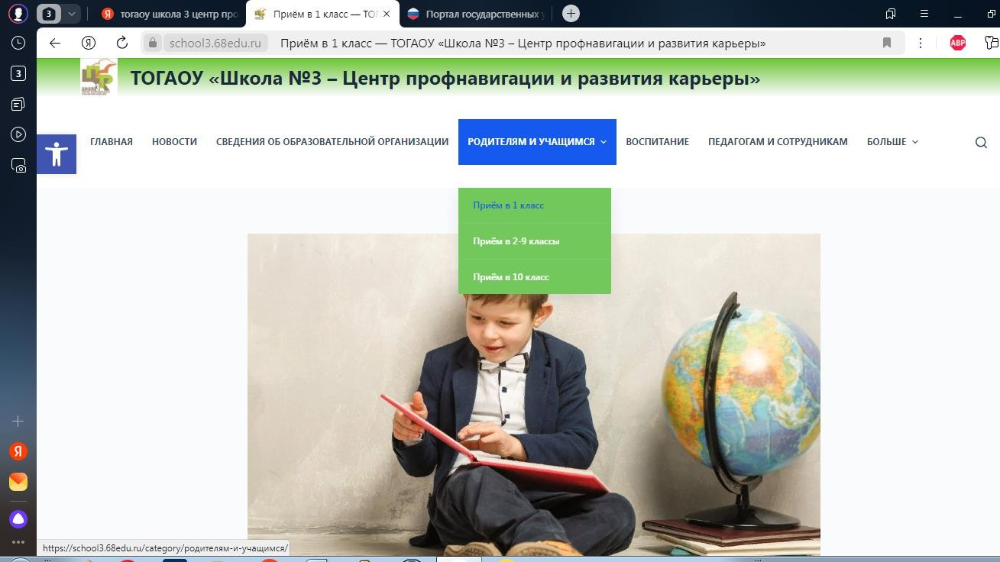 3
тогаоу школа 3 центр про
Приём в 1 класс — ТОГ
Портал государственных у
school3.68edu.ru
Приём в 1 класс — ТОГАОУ «Школа №3 – Центр профнавигации и развития карьеры»
ABP
3
ТОГАОУ «Школа №3 – Центр профнавигации и развития карьеры»
ГЛАВНАЯ
НОВОСТИ
СВЕДЕНИЯ ОБ ОБРАЗОВАТЕЛЬНОЙ ОРГАНИЗАЦИИ
РОДИТЕЛЯМ И УЧАЩИМСЯ
ВОСПИТАНИЕ
ПЕДАГОГАМ И СОТРУДНИКАМ
БОЛЬШЕ
Приём в 1 класс
Приём в 2-9 классы
Приём в 10 класс
Я
https://school3.68edu.ru/category/родителям-и-учащимся/